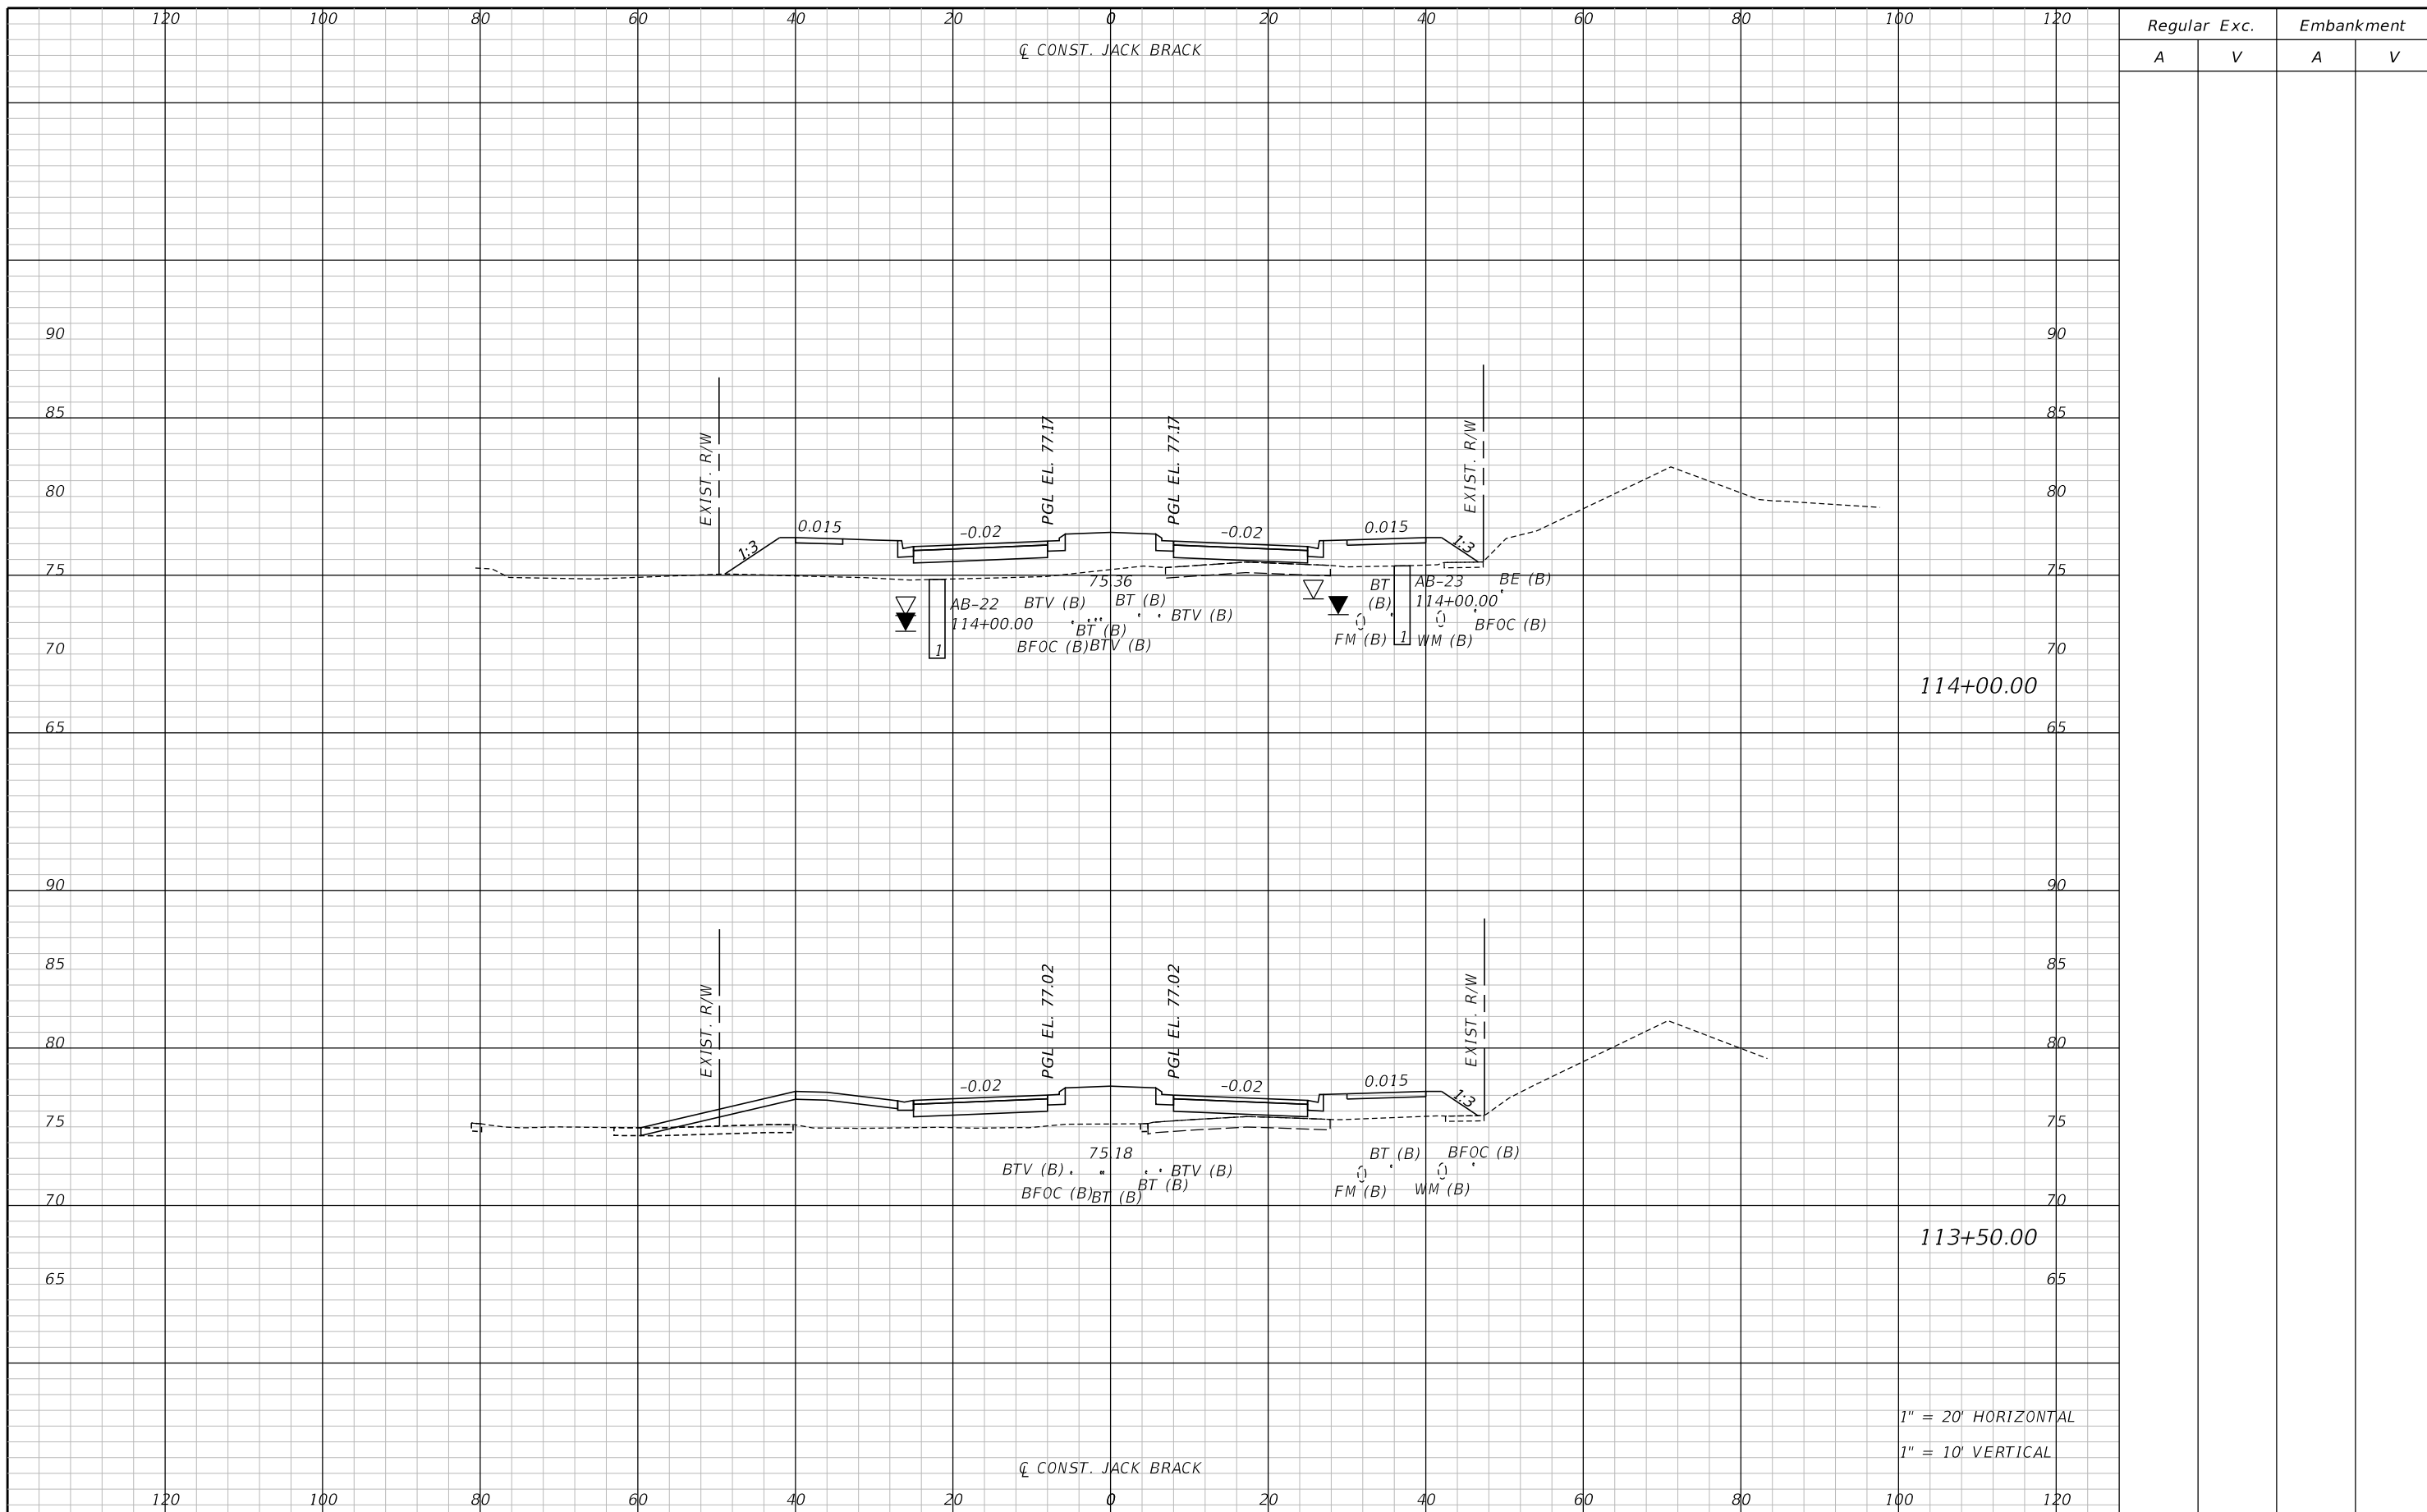 120 100 80 60 40 20 0 20 40 60 80 100 120
Regular Exc. Embankment
A V A V
℄ CONST. JACK BRACK
90 90
85 85
EXIST. R/W PGL EL. 77.17 PGL EL. 77.17 EXIST. R/W
80 80
1:3 0.015 -0.02 -0.02 0.015 1:3
75 75
75.36 BT AB-23 BE (B)
AB-22 BTV (B) BT (B) (B) 114+00.00
114+00.00 BT (B) BTV (B) BFOC (B)
1 BFOC (B) BTV (B) FM (B) 1 WM (B)
70 70
114+00.00
65 65
90 90
85 85
EXIST. R/W PGL EL. 77.02 PGL EL. 77.02 EXIST. R/W
80 80
-0.02 -0.02 0.015 1:3
75 75
75.18 BT (B) BFOC (B)
BTV (B) BTV (B)
BFOC (B) BT (B) BT (B) FM (B) WM (B)
70 70
113+50.00
65 65
1" = 20' HORIZONTAL
1" = 10' VERTICAL
℄ CONST. JACK BRACK
120 100 80 60 40 20 0 20 40 60 80 100 120